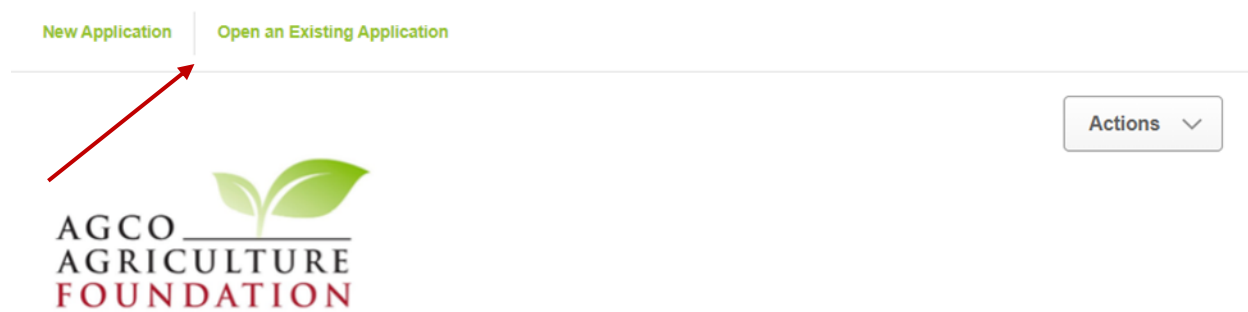 New Application Open an Existing Application
Actions
AGCO
AGRICULTURE
FOUNDATION